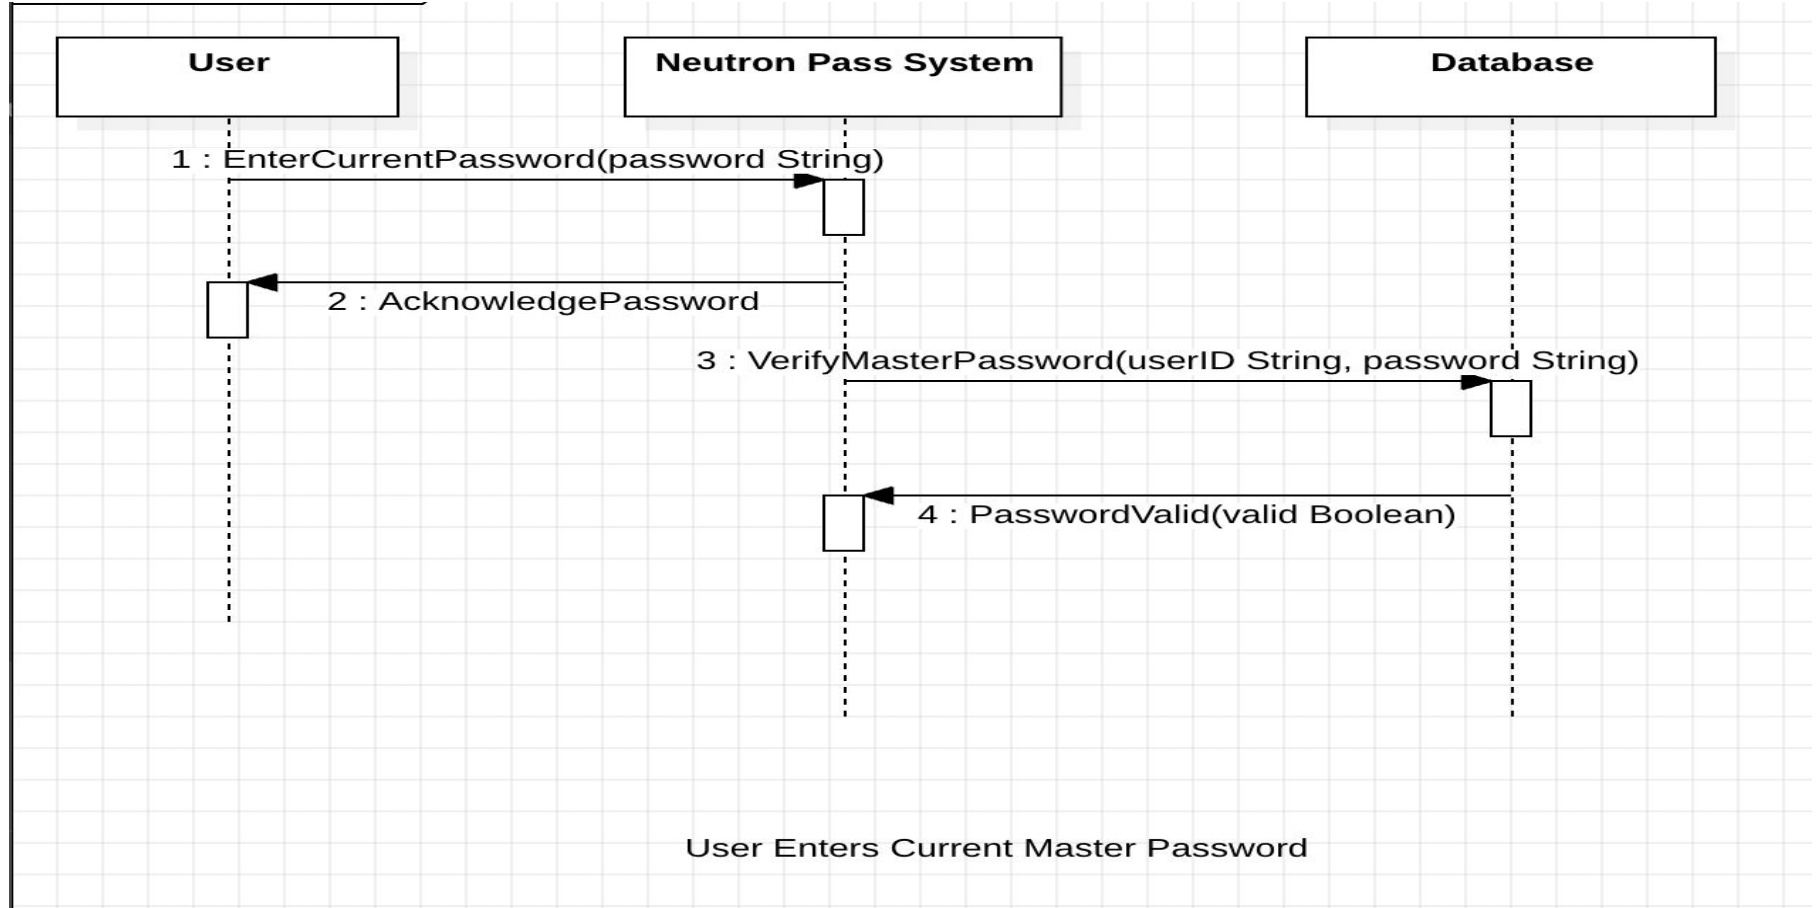 User
Neutron Pass System
Database
1 : EnterCurrentPassword(password String)
2 : AcknowledgePassword
3 : VerifyMasterPassword(userID String, password String)
4 : PasswordValid(valid Boolean)
User Enters Current Master Password